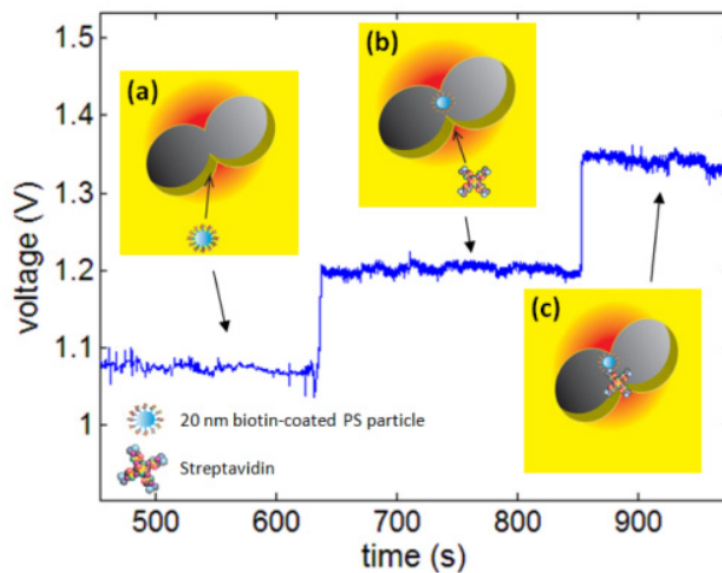 1.5
1.4
1.3
1.2
1.1
1
voltage (V)
(a)
(b)
(c)
20 nm biotin-coated PS particle
Streptavidin
500 600 700 800 900
time (s)